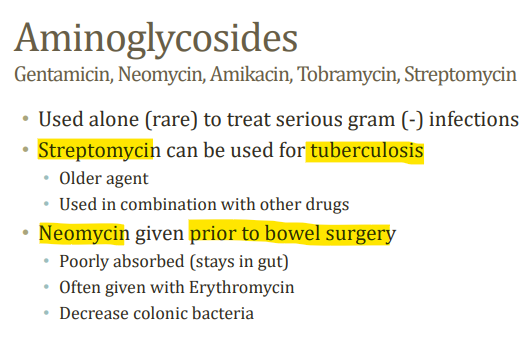 Aminoglycosides
Gentamicin, Neomycin, Amikacin, Tobramycin, Streptomycin
• Used alone (rare) to treat serious gram (-) infections
• Streptomycin can be used for tuberculosis
• Older agent
• Used in combination with other drugs
• Neomycin given prior to bowel surgery
• Poorly absorbed (stays in gut)
• Often given with Erythromycin
• Decrease colonic bacteria